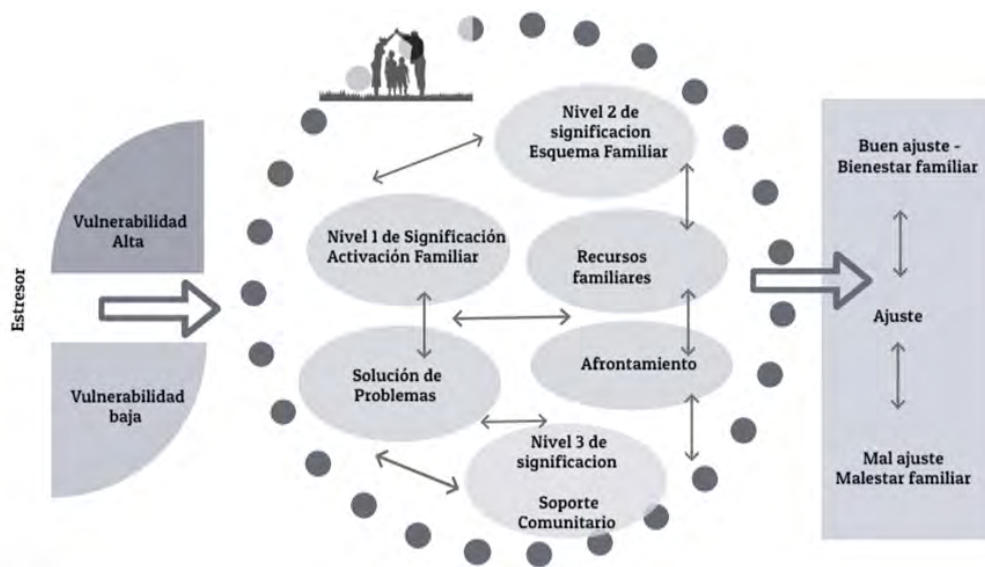 Estresor
Vulnerabilidad
Alta
Vulnerabilidad
baja
Nivel 2 de
significacion
Esquema Familiar
Nivel 1 de Significación
Activación Familiar
Recursos
familiares
Solución de
Problemas
Afrontamiento
Nivel 3 de
significacion
Soporte
Comunitario
Buen ajuste -
Bienestar familiar
Ajuste
Mal ajuste
Malestar familiar